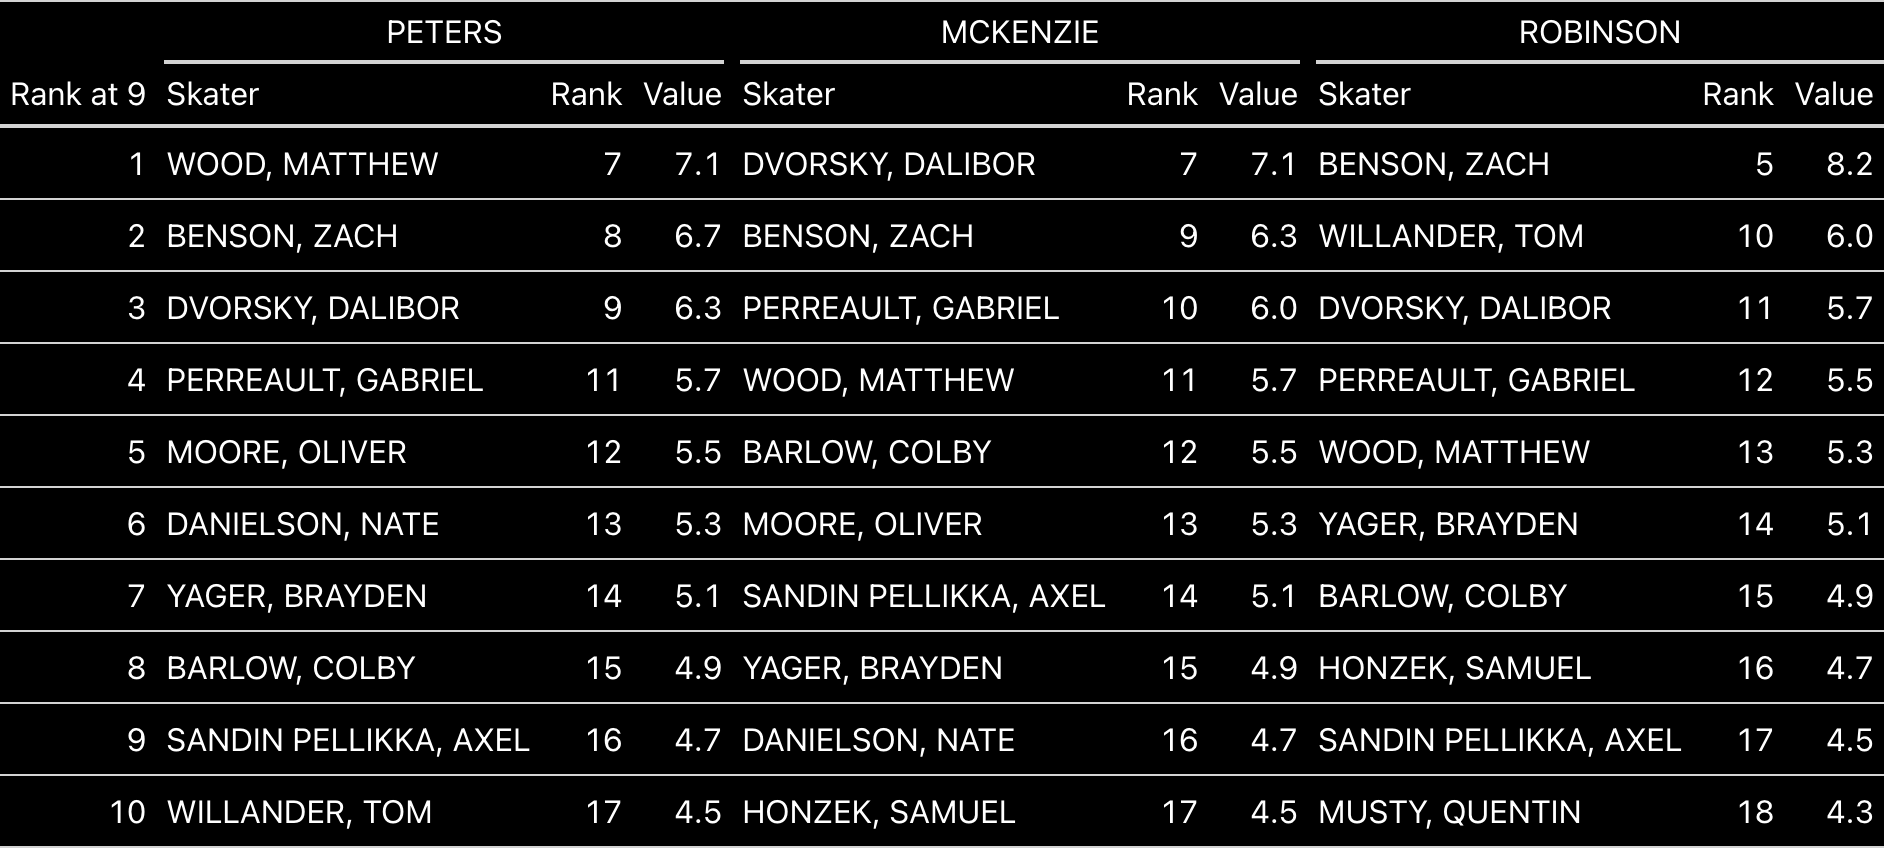 PETERS MCKENZIE ROBINSON
Rank at 9 Skater Rank Value Skater Rank Value Skater Rank Value
1 WOOD, MATTHEW 7 7.1 DVORSKY, DALIBOR 7 7.1 BENSON, ZACH 5 8.2
2 BENSON, ZACH 8 6.7 BENSON, ZACH 9 6.3 WILLANDER, TOM 10 6.0
3 DVORSKY, DALIBOR 9 6.3 PERREAULT, GABRIEL 10 6.0 DVORSKY, DALIBOR 11 5.7
4 PERREAULT, GABRIEL 11 5.7 WOOD, MATTHEW 11 5.7 PERREAULT, GABRIEL 12 5.5
5 MOORE, OLIVER 12 5.5 BARLOW, COLBY 12 5.5 WOOD, MATTHEW 13 5.3
6 DANIELSON, NATE 13 5.3 MOORE, OLIVER 13 5.3 YAGER, BRAYDEN 14 5.1
7 YAGER, BRAYDEN 14 5.1 SANDIN PELLIKKA, AXEL 14 5.1 BARLOW, COLBY 15 4.9
8 BARLOW, COLBY 15 4.9 YAGER, BRAYDEN 15 4.9 HONZEK, SAMUEL 16 4.7
9 SANDIN PELLIKKA, AXEL 16 4.7 DANIELSON, NATE 16 4.7 SANDIN PELLIKKA, AXEL 17 4.5
10 WILLANDER, TOM 17 4.5 HONZEK, SAMUEL 17 4.5 MUSTY, QUENTIN 18 4.3